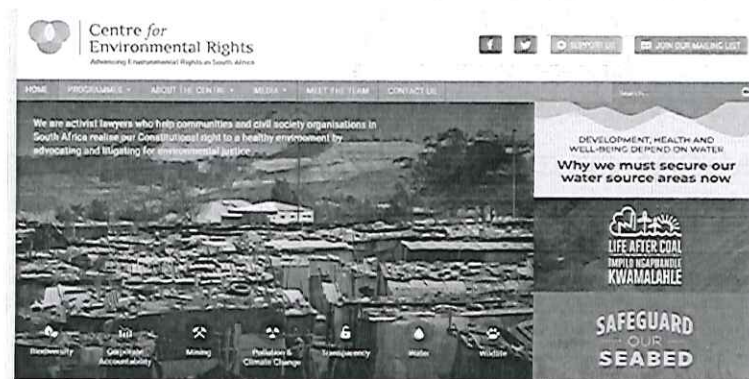 Centre for
Environmental Rights
Advancing Environmental Rights in South Africa
SUPPORT US
JOIN OUR MAILING LIST
HOME PROGRAMMES ABOUT THE CENTRE MEDIA MEET THE TEAM CONTACT US
Search...
We are activist lawyers who help communities and civil society organisations in
South Africa realise our Constitutional right to a healthy environment by
advocating and litigating for environmental justice
DEVELOPMENT, HEALTH AND
WELL-BEING DEPEND ON WATER
Why we must secure our
water source areas now
LIFE AFTER COAL
IMPILO NGAPHANDLE
KWAMALAHLE
SAFEGUARD
OUR
SEABED
Biodiversity
Corporate
Accountability
Mining
Pollution &
Climate Change
Transparency
Water
Wildlife